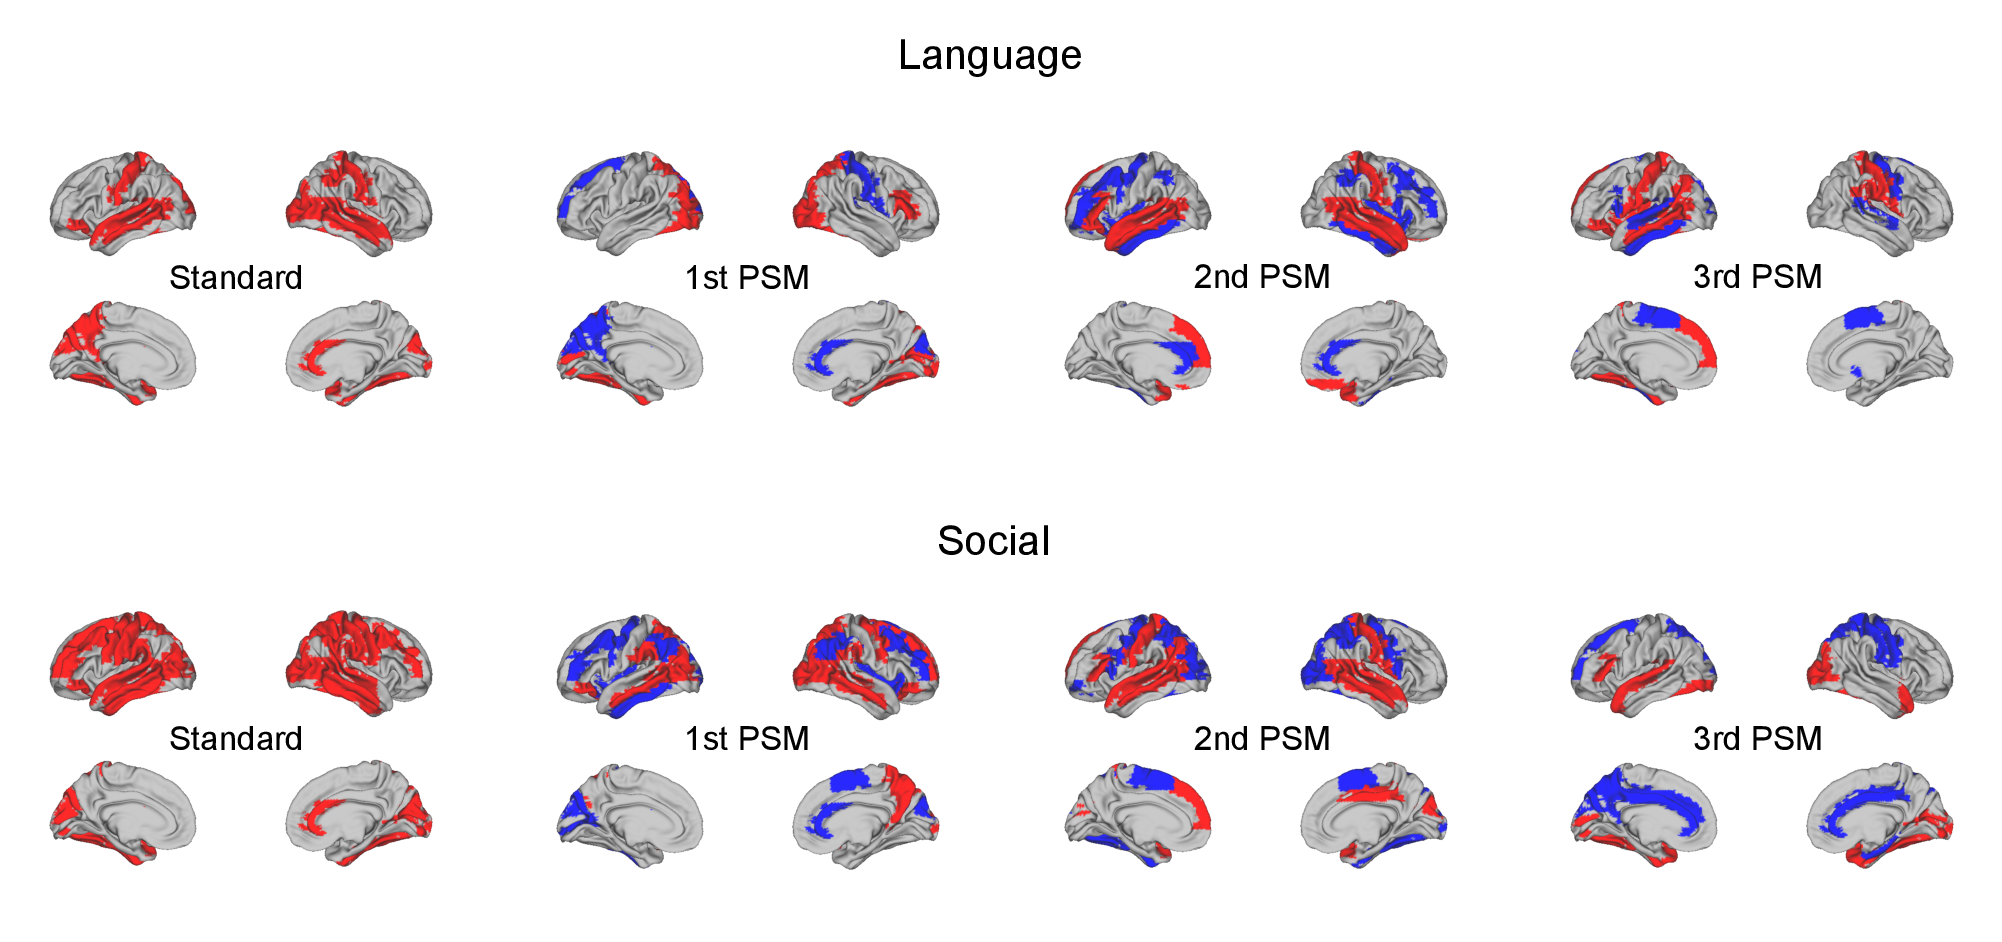 Language
Standard
1st PSM
2nd PSM
3rd PSM
Social
Standard
1st PSM
2nd PSM
3rd PSM